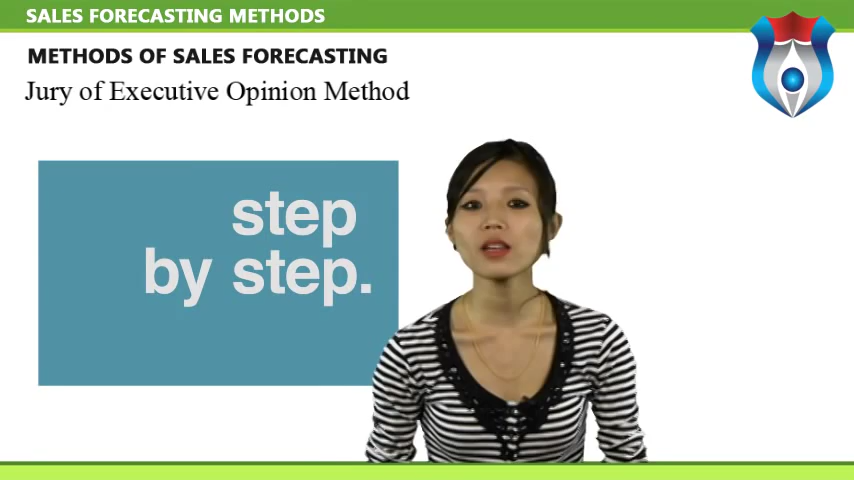 SALES FORECASTING METHODS
METHODS OF SALES FORECASTING
Jury of Executive Opinion Method
step
by step.